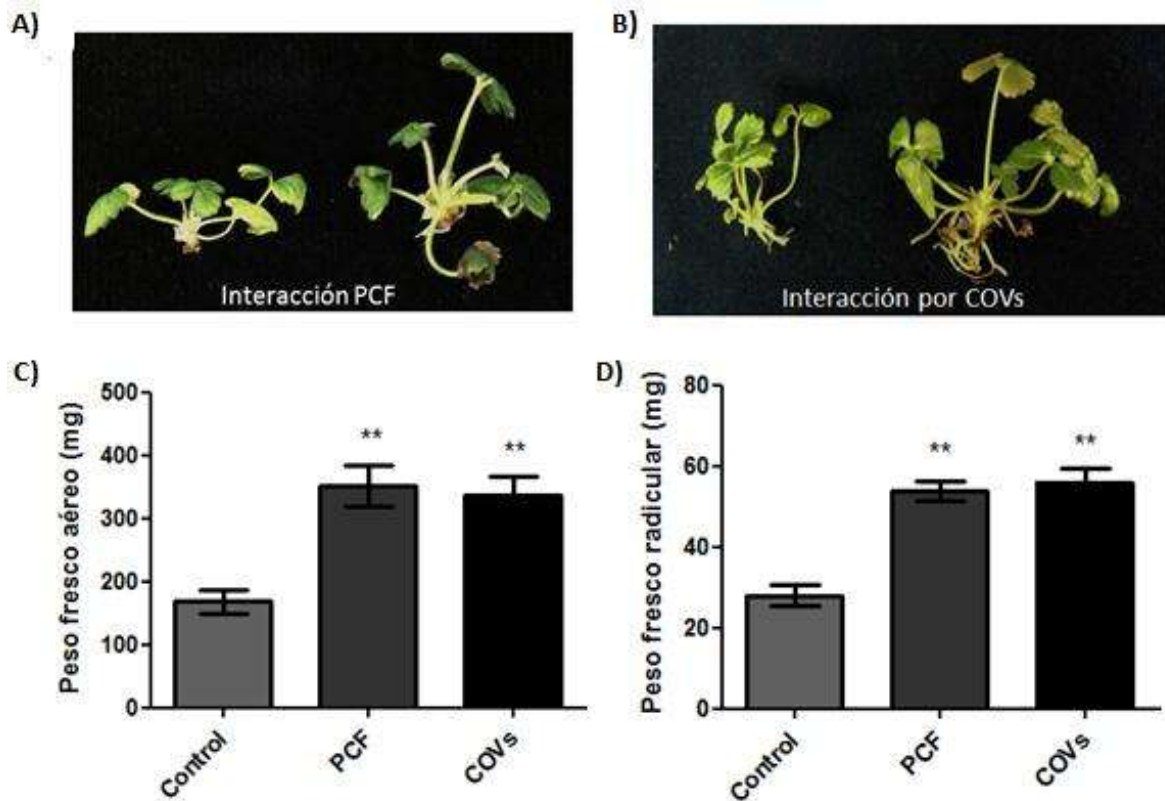 A)
B)
Interacción PCF
Interacción por COVs
C)
Peso fresco aéreo (mg)
500
400
300
200
100
0
**
**
Control
PCF
COVs
D)
Peso fresco radicular (mg)
80
60
40
20
0
**
**
Control
PCF
COVs